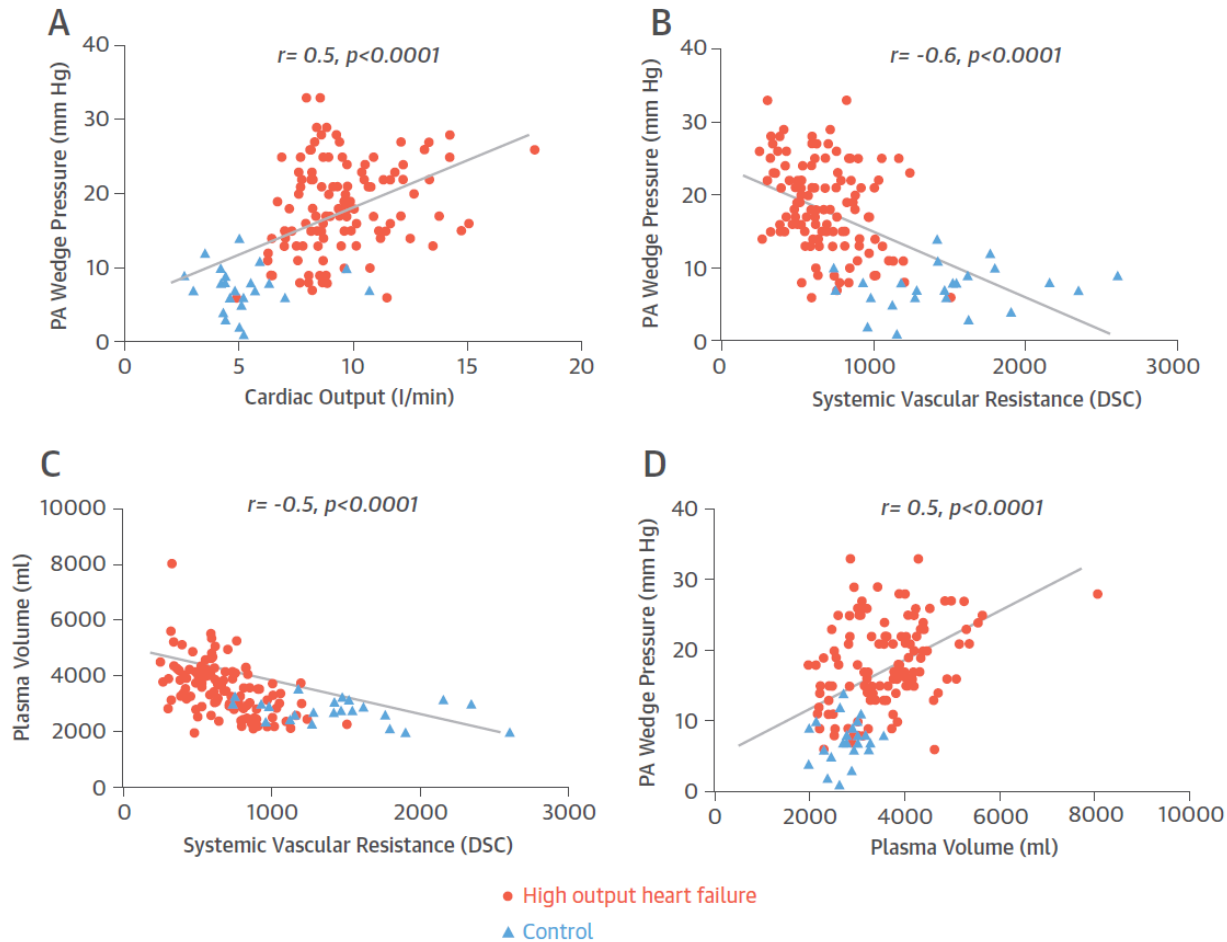 A
r= 0.5, p<0.0001
PA Wedge Pressure (mm Hg)
40
30
20
10
0
0 5 10 15 20
Cardiac Output (l/min)
B
r= -0.6, p<0.0001
PA Wedge Pressure (mm Hg)
40
30
20
10
0
0 1000 2000 3000
Systemic Vascular Resistance (DSC)
C
r= -0.5, p<0.0001
Plasma Volume (ml)
10000
8000
6000
4000
2000
0
0 1000 2000 3000
Systemic Vascular Resistance (DSC)
D
r= 0.5, p<0.0001
PA Wedge Pressure (mm Hg)
40
30
20
10
0
0 2000 4000 6000 8000 10000
Plasma Volume (ml)
High output heart failure
Control